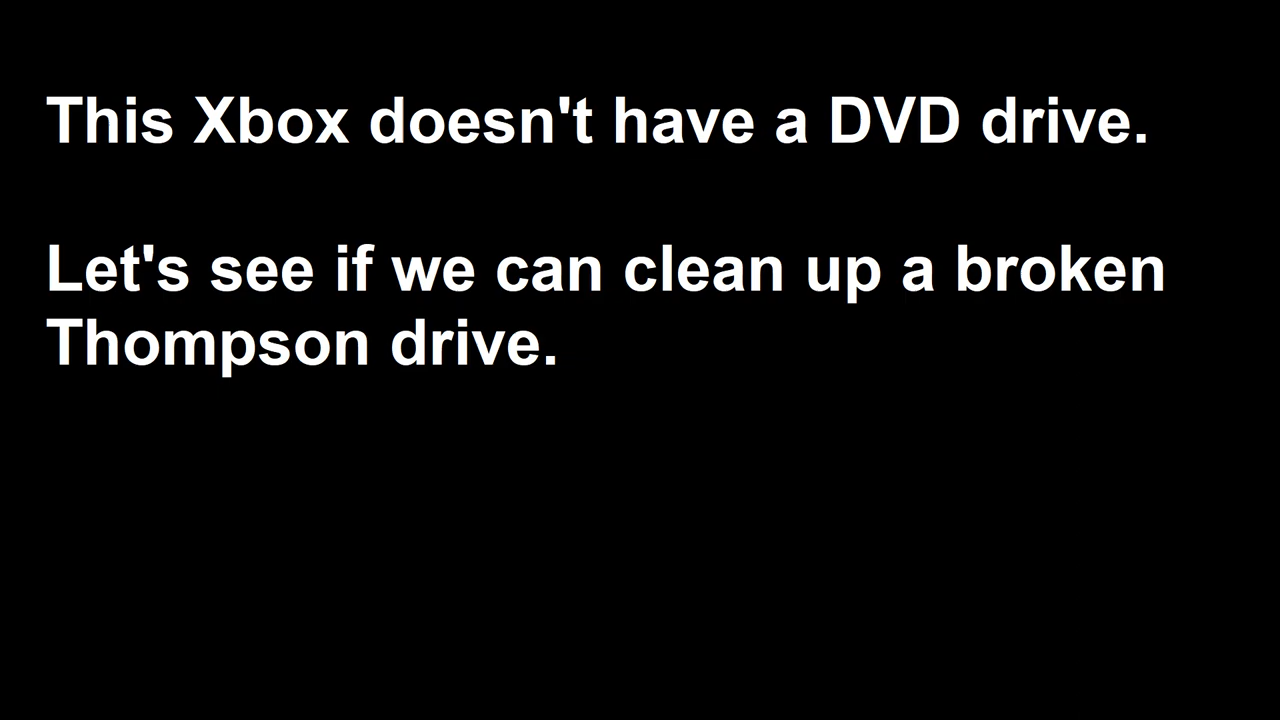 This Xbox doesn't have a DVD drive.
Let's see if we can clean up a broken
Thompson drive.